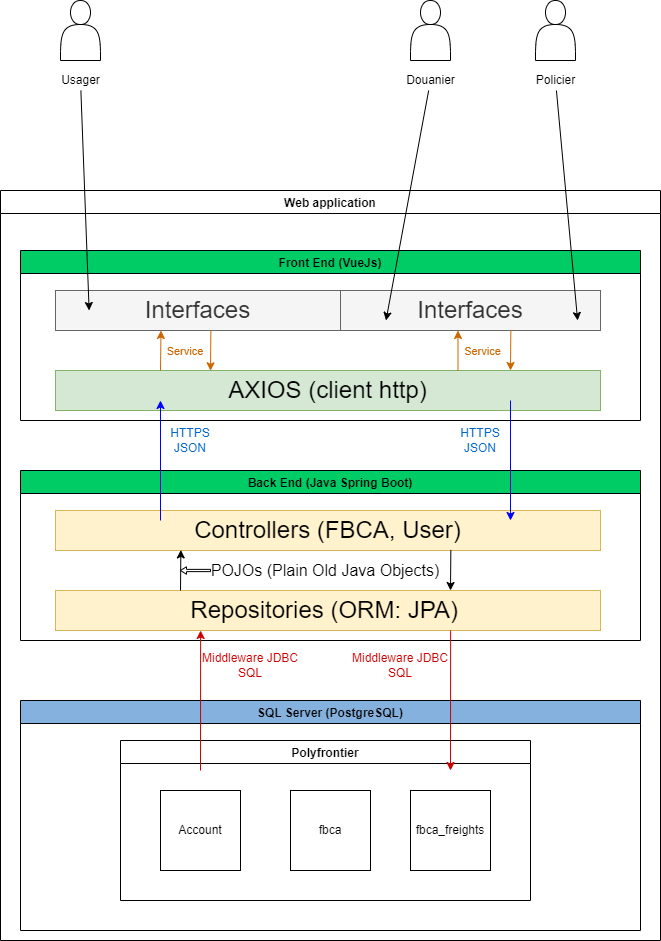 Usager
Douanier
Policier
Web application
Front End (VueJs)
Interfaces
Interfaces
Service
Service
AXIOS (client http)
HTTPS
JSON
HTTPS
JSON
Back End (Java Spring Boot)
Controllers (FBCA, User)
POJOs (Plain Old Java Objects)
Repositories (ORM: JPA)
Middleware JDBC
SQL
Middleware JDBC
SQL
SQL Server (PostgreSQL)
Polyfrontier
Account
fbca
fbca_freights